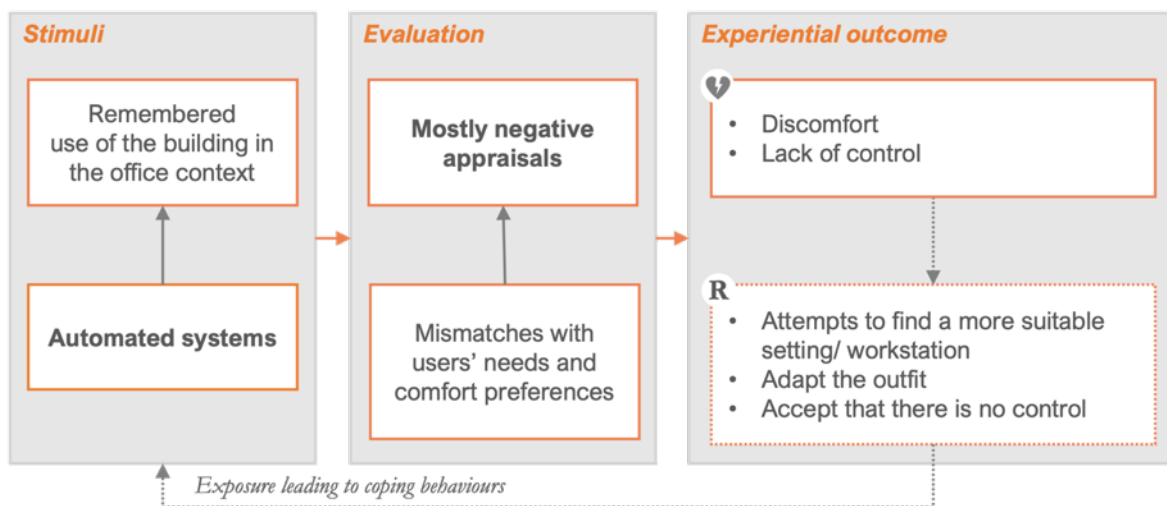 Stimuli
Remembered
use of the building in
the office context
Automated systems
Evaluation
Mostly negative
appraisals
Mismatches with
users’ needs and
comfort preferences
Experiential outcome
• Discomfort
• Lack of control
R
• Attempts to find a more suitable
setting/ workstation
• Adapt the outfit
• Accept that there is no control
Exposure leading to coping behaviours